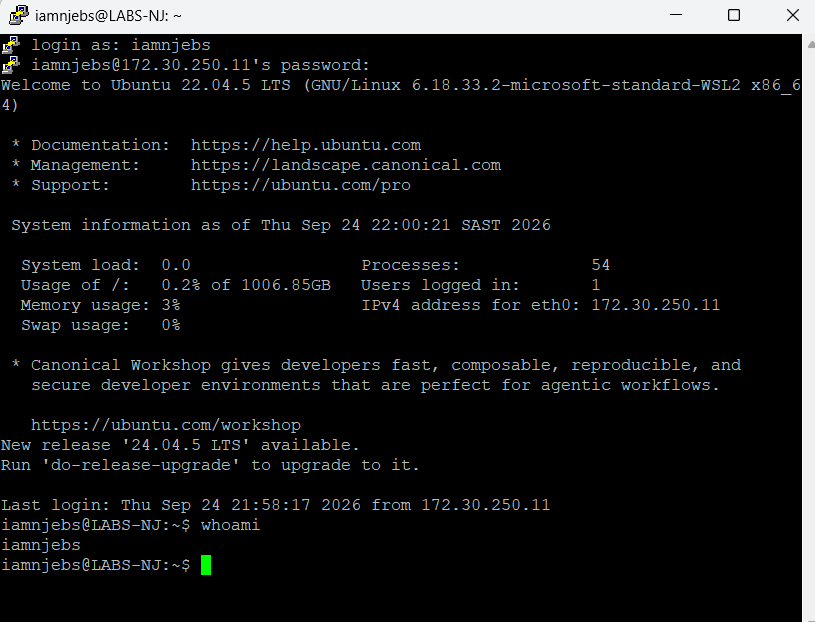 iamnjebs@LABS-NJ: ~
login as: iamnjebs
iamnjebs@172.30.250.11's password:
Welcome to Ubuntu 22.04.5 LTS (GNU/Linux 6.18.33.2-microsoft-standard-WSL2 x86_6
4)
* Documentation:  https://help.ubuntu.com
* Management:     https://landscape.canonical.com
* Support:        https://ubuntu.com/pro
System information as of Thu Sep 24 22:00:21 SAST 2026
System load:  0.0                 Processes:             54
Usage of /:   0.2% of 1006.85GB   Users logged in:       1
Memory usage: 3%                  IPv4 address for eth0: 172.30.250.11
Swap usage:   0%
* Canonical Workshop gives developers fast, composable, reproducible, and
secure developer environments that are perfect for agentic workflows.
https://ubuntu.com/workshop
New release '24.04.5 LTS' available.
Run 'do-release-upgrade' to upgrade to it.
Last login: Thu Sep 24 21:58:17 2026 from 172.30.250.11
iamnjebs@LABS-NJ:~$ whoami
iamnjebs
iamnjebs@LABS-NJ:~$